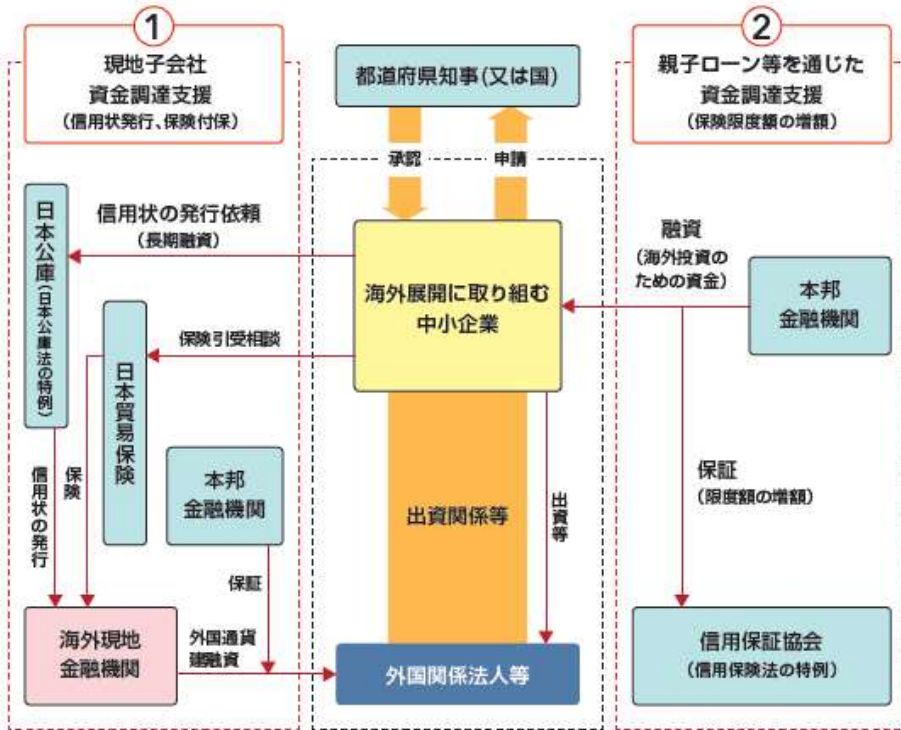 ①
現地子会社
資金調達支援
（信用状発行、保険付保）
都道府県知事（又は国）
②
親子ローン等を通じた
資金調達支援
（保険限度額の増額）
承認
申請
日本公庫（日本公庫法の特例）
信用状の発行依頼
（長期融資）
海外展開に取り組む
中小企業
融資
（海外投資の
ための資金）
本邦
金融機関
保険引受相談
日本貿易保険
信用状の発行
保険
本邦
金融機関
保証
出資関係等
出資等
保証
（限度額の増額）
海外現地
金融機関
外国通貨
建融資
外国関係法人等
信用保証協会
（信用保険法の特例）